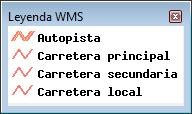 Leyenda WMS
Autopista
Carretera principal
Carretera secundaria
Carretera local